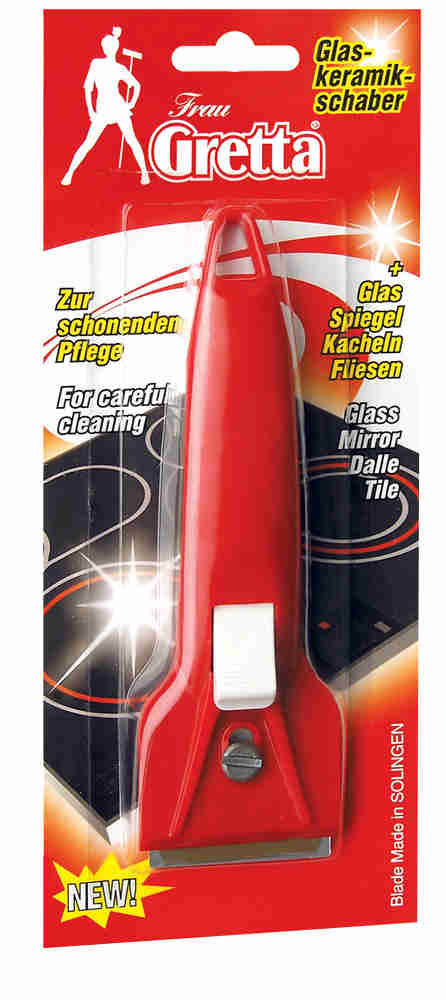 Glas-
keramik-
schaber
Frau
Gretta®
Zur
schonenden
Pflege
For careful
cleaning
+
Glas
Spiegel
Kacheln
Fliesen
Glass
Mirror
Dalle
Tile
Blade Made in SOLINGEN
NEW!